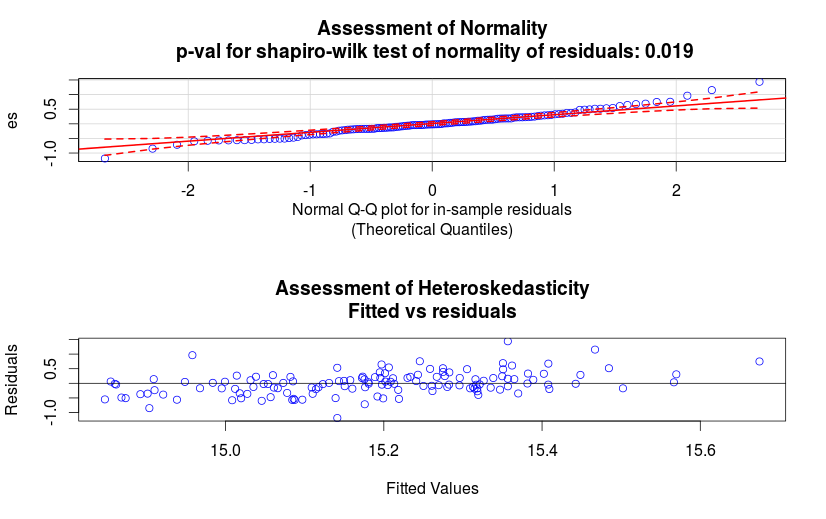 Assessment of Normality
p-val for shapiro-wilk test of normality of residuals: 0.019
es
0.5
-1.0
-2
-1
0
1
2
Normal Q-Q plot for in-sample residuals
(Theoretical Quantiles)
Assessment of Heteroskedasticity
Fitted vs residuals
Residuals
0.5
-1.0
15.0
15.2
15.4
15.6
Fitted Values